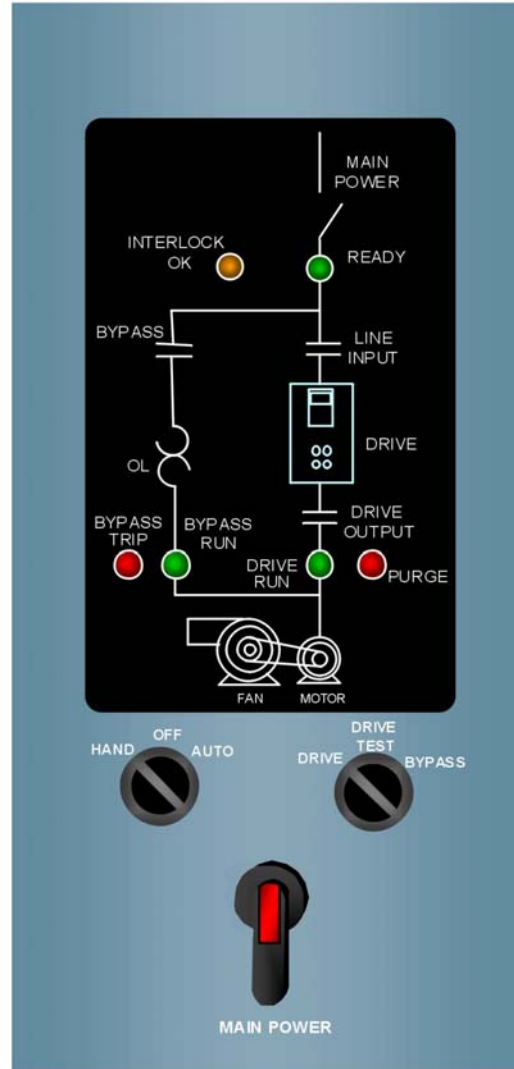 MAIN
POWER
INTERLOCK
OK
READY
BYPASS
LINE
INPUT
OL
DRIVE
BYPASS
TRIP
BYPASS
RUN
DRIVE
OUTPUT
DRIVE
RUN
PURGE
FAN
MOTOR
HAND
OFF
AUTO
DRIVE
DRIVE
TEST
BYPASS
MAIN POWER